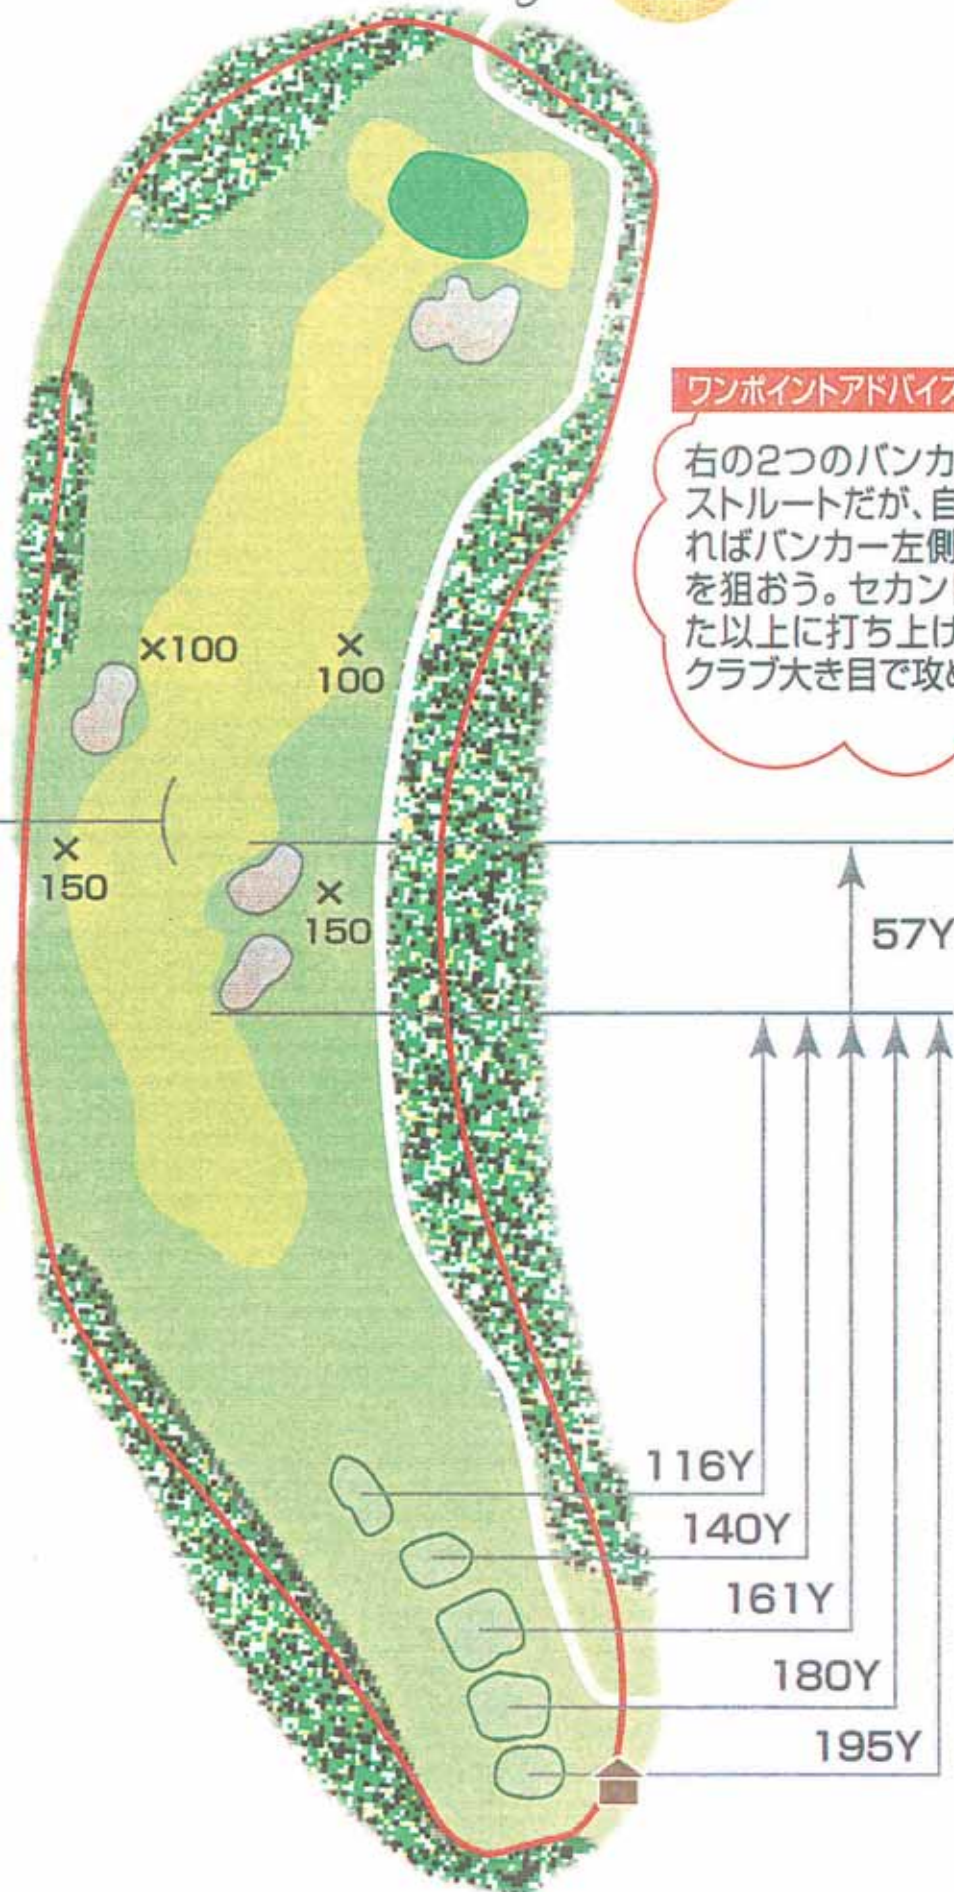 ワンポイントアドバイス
右の2つのバンカ
ストルートだが、自
ればバンカー左側
を狙おう。セカンド
た以上に打ち上げ
クラブ大き目で攻め
×100
×
100
×
150
×
150
57Y
116Y
140Y
161Y
180Y
195Y